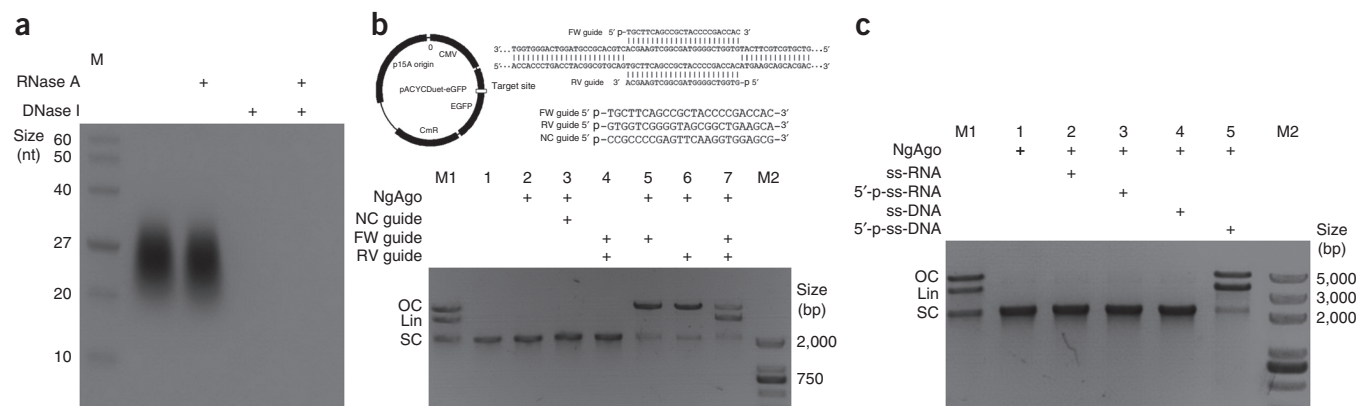 a
M
RNase A + +
DNase I + +
Size
(nt)
60
50
40
27
20
10
b
0
CMV
p15A origin
pACYCDuet-eGFP
Target site
EGFP
CmR
FW guide 5′ p-TGCTTCAGCCGCTACCCCGACCAC 3′
3′...TGGTGGGACTGGATGCCGCACGTCACGAAGTCGGCGATGGGGCTGGTGTACTTCGTCGTGCTG...5′
5′...ACCACCCTGACCTACGGCGTGCAGTGCTTCAGCCGCTACCCCGACCACATGAAGCAGCACGAC...3′
RV guide 3′ ACGAAGTCGGCGATGGGGCTGGTG-p 5′
FW guide 5′ p-TGCTTCAGCCGCTACCCCGACCAC-3′
RV guide 5′ p-GTGGTCGGGGTAGCGGCTGAAGCA-3′
NC guide 5′ p-CCGCCCCGAGTTCAAGGTGGAGCG-3′
M1 1 2 3 4 5 6 7 M2
NgAgo + + + + +
NC guide +
FW guide + + +
RV guide + + +
Size
(bp)
OC
Lin
SC
2,000
750
c
M1 1 2 3 4 5 M2
NgAgo + + + + +
ss-RNA +
5′-p-ss-RNA +
ss-DNA +
5′-p-ss-DNA +
Size
(bp)
OC
Lin
SC
5,000
3,000
2,000